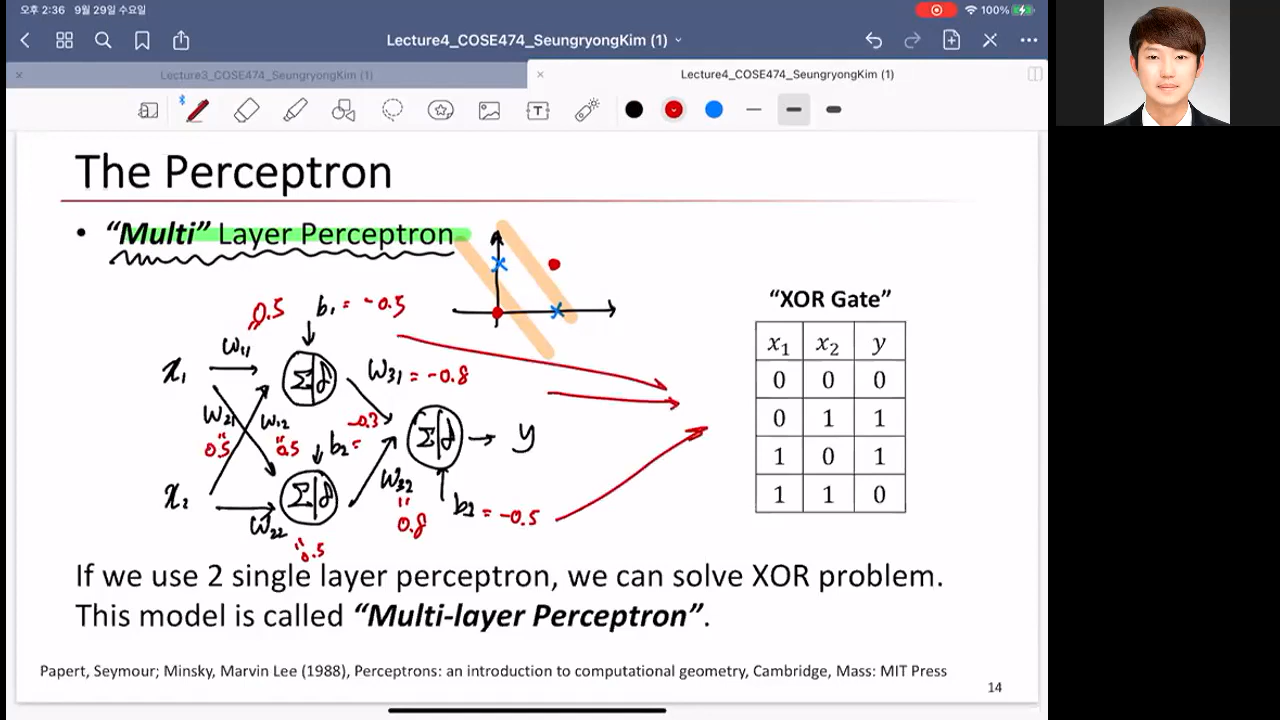 오후 2:36 9월 29일 수요일
100%
Lecture4_COSE474_SeungryongKim (1)
Lecture3_COSE474_SeungryongKim (1)
Lecture4_COSE474_SeungryongKim (1)
The Perceptron
• “Multi” Layer Perceptron
0.5 b₁ = -0.5
w₁₁
x₁
Σ|f
w₃₁ = -0.8
w₂₁
w₁₂
0.5
0.5
b₂ = -0.3
Σ|f
y
x₂
Σ|f
w₃₂
0.8
w₂₂
0.5
b₃ = -0.5
“XOR Gate”
x₁ x₂ y
0 0 0
0 1 1
1 0 1
1 1 0
If we use 2 single layer perceptron, we can solve XOR problem.
This model is called “Multi-layer Perceptron”.
Papert, Seymour; Minsky, Marvin Lee (1988), Perceptrons: an introduction to computational geometry, Cambridge, Mass: MIT Press
14